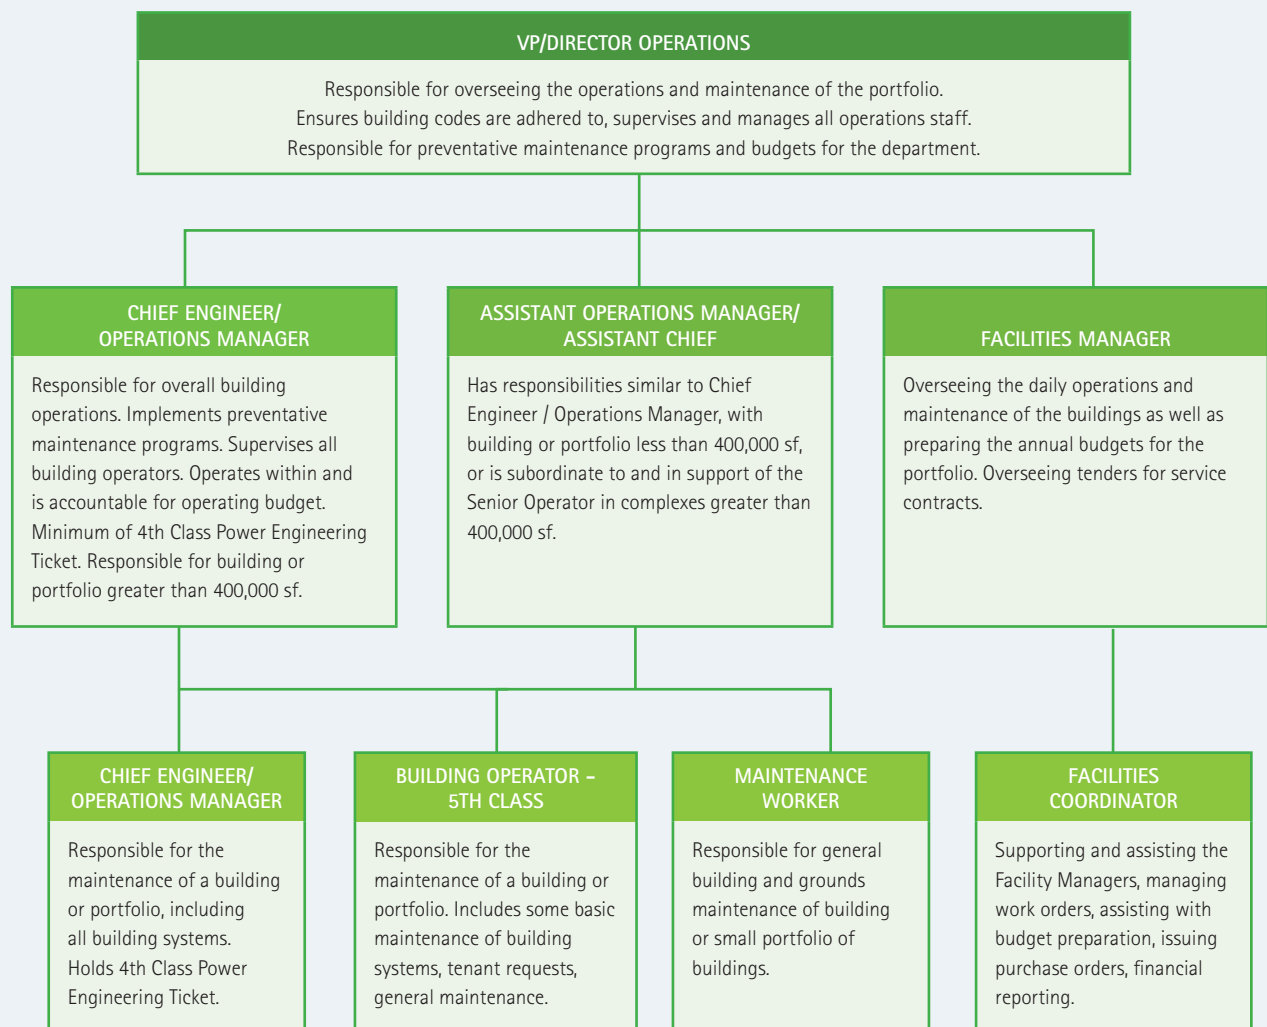 VP/DIRECTOR OPERATIONS
Responsible for overseeing the operations and maintenance of the portfolio.
Ensures building codes are adhered to, supervises and manages all operations staff.
Responsible for preventative maintenance programs and budgets for the department.
CHIEF ENGINEER/
OPERATIONS MANAGER
Responsible for overall building
operations. Implements preventative
maintenance programs. Supervises all
building operators. Operates within and
is accountable for operating budget.
Minimum of 4th Class Power Engineering
Ticket. Responsible for building or
portfolio greater than 400,000 sf.
ASSISTANT OPERATIONS MANAGER/
ASSISTANT CHIEF
Has responsibilities similar to Chief
Engineer / Operations Manager, with
building or portfolio less than 400,000 sf,
or is subordinate to and in support of the
Senior Operator in complexes greater than
400,000 sf.
FACILITIES MANAGER
Overseeing the daily operations and
maintenance of the buildings as well as
preparing the annual budgets for the
portfolio. Overseeing tenders for service
contracts.
CHIEF ENGINEER/
OPERATIONS MANAGER
Responsible for the
maintenance of a building
or portfolio, including
all building systems.
Holds 4th Class Power
Engineering Ticket.
BUILDING OPERATOR –
5TH CLASS
Responsible for the
maintenance of a building or
portfolio. Includes some basic
maintenance of building
systems, tenant requests,
general maintenance.
MAINTENANCE
WORKER
Responsible for general
building and grounds
maintenance of building
or small portfolio of
buildings.
FACILITIES
COORDINATOR
Supporting and assisting the
Facility Managers, managing
work orders, assisting with
budget preparation, issuing
purchase orders, financial
reporting.